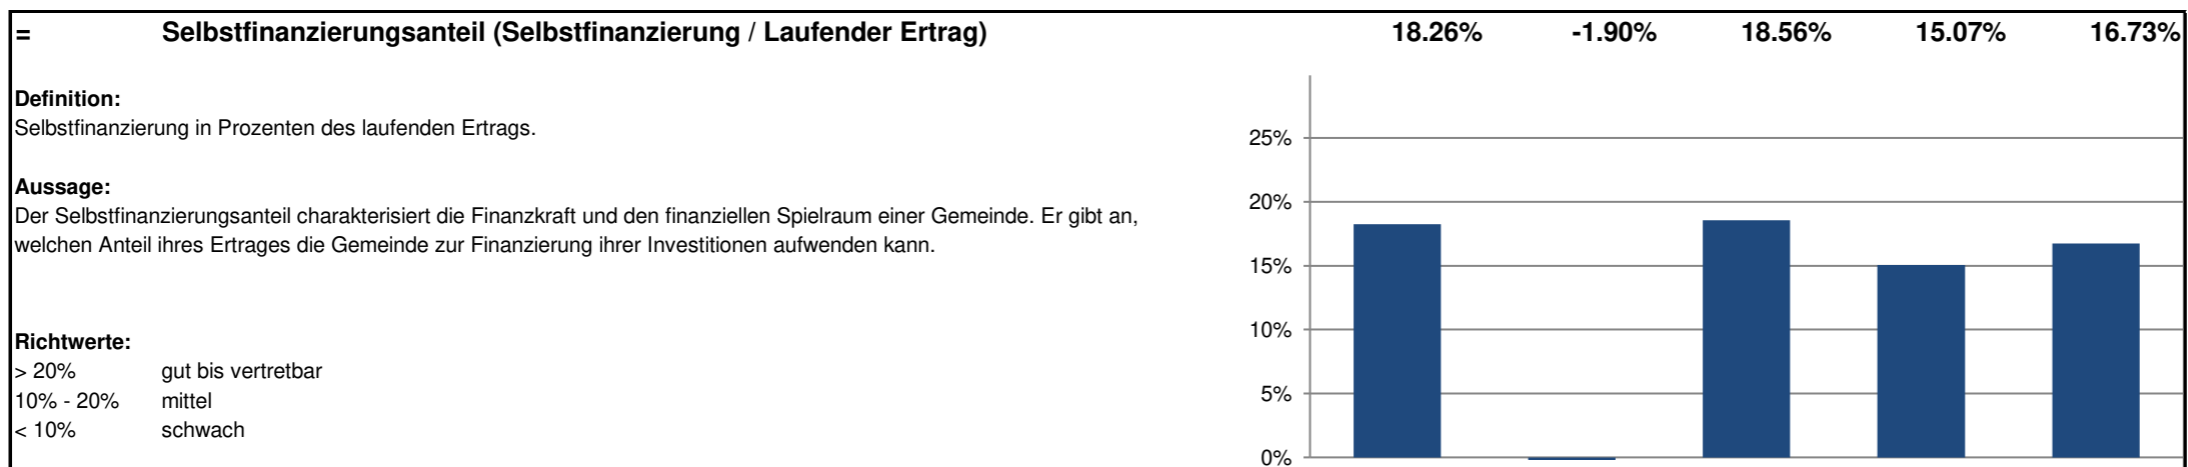 = Selbstfinanzierungsanteil (Selbstfinanzierung / Laufender Ertrag) 18.26% -1.90% 18.56% 15.07% 16.73%
Definition:
Selbstfinanzierung in Prozenten des laufenden Ertrags.
Aussage:
Der Selbstfinanzierungsanteil charakterisiert die Finanzkraft und den finanziellen Spielraum einer Gemeinde. Er gibt an,
welchen Anteil ihres Ertrages die Gemeinde zur Finanzierung ihrer Investitionen aufwenden kann.
Richtwerte:
> 20% gut bis vertretbar
10% - 20% mittel
< 10% schwach
25%
20%
15%
10%
5%
0%